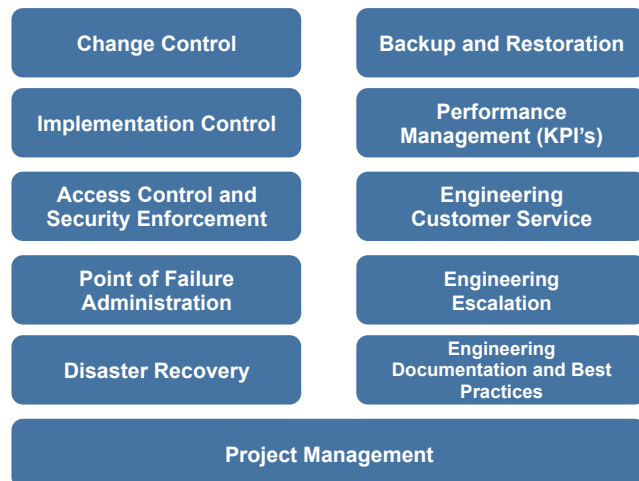 Change Control
Backup and Restoration
Implementation Control
Performance
Management (KPI's)
Access Control and
Security Enforcement
Engineering
Customer Service
Point of Failure
Administration
Engineering
Escalation
Disaster Recovery
Engineering
Documentation and Best
Practices
Project Management